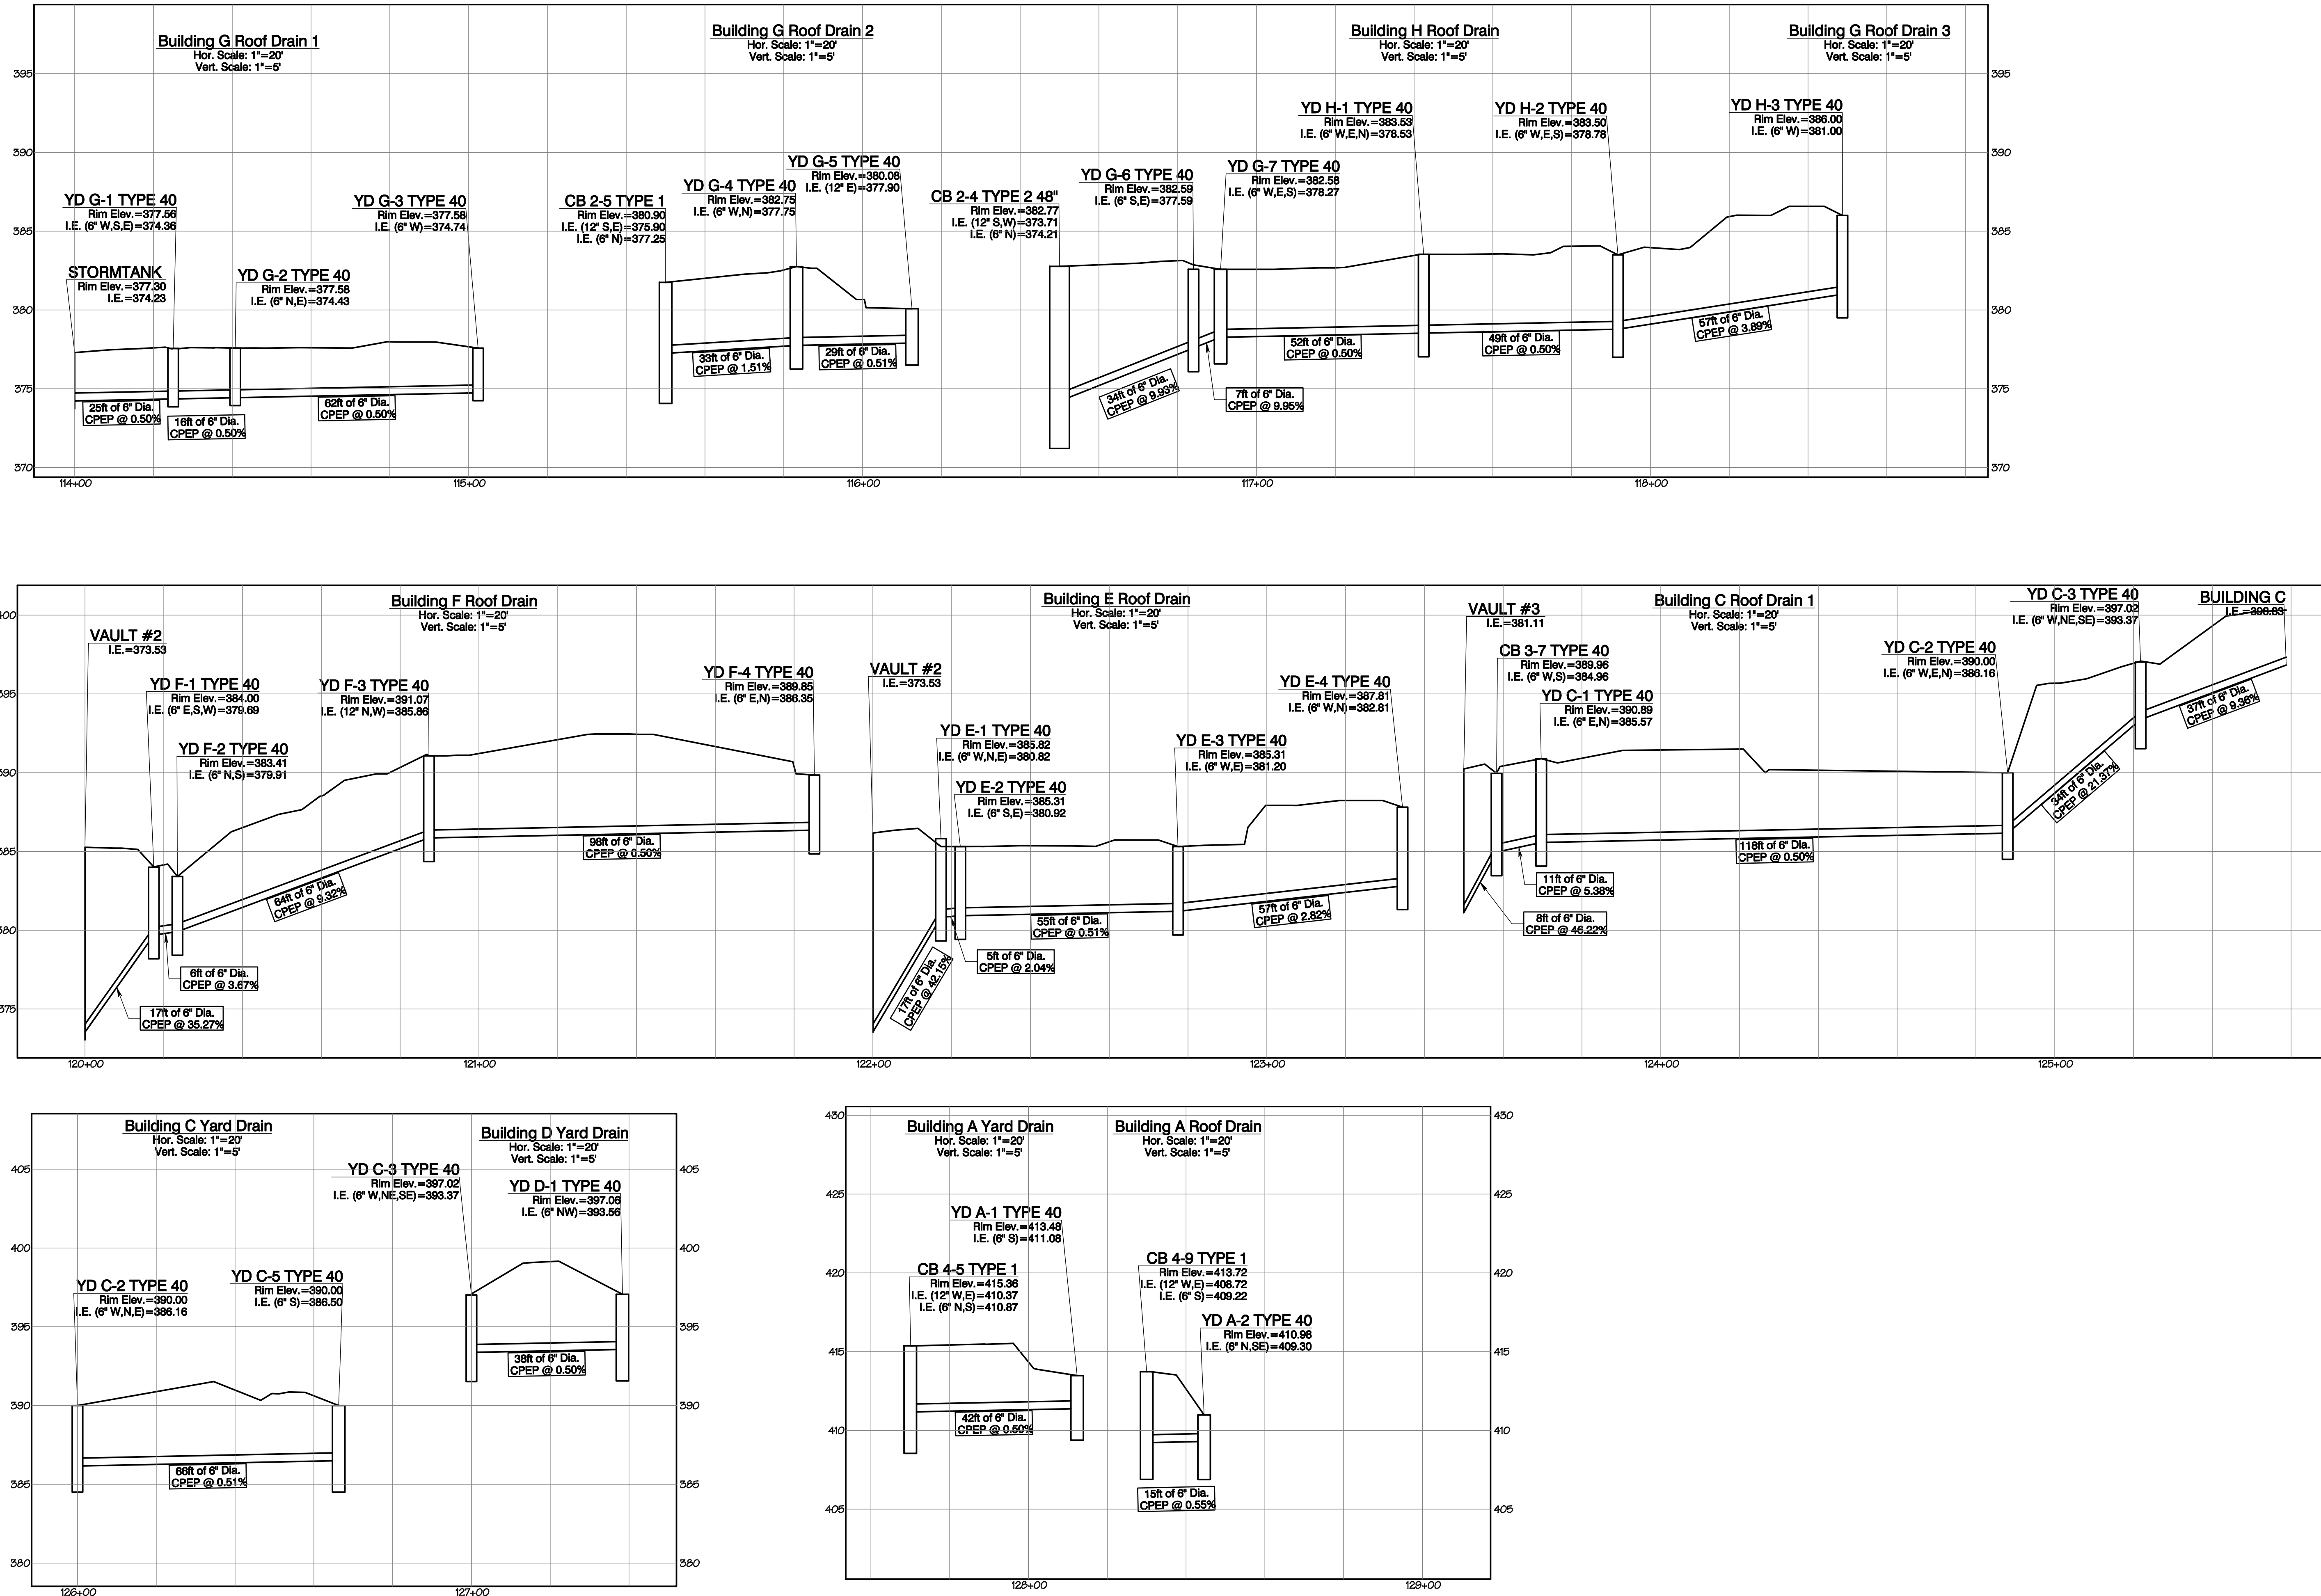 Building G Roof Drain 1
Hor. Scale: 1"=20'
Vert. Scale: 1"=5'
Building G Roof Drain 2
Hor. Scale: 1"=20'
Vert. Scale: 1"=5'
Building H Roof Drain
Hor. Scale: 1"=20'
Vert. Scale: 1"=5'
Building G Roof Drain 3
Hor. Scale: 1"=20'
Vert. Scale: 1"=5'
395
390
385
380
375
370
395
390
385
380
375
370
YD G-1 TYPE 40
Rim Elev.=377.56
I.E. (6" W,S,E)=374.36
STORMTANK
Rim Elev.=377.30
I.E.=374.23
YD G-2 TYPE 40
Rim Elev.=377.58
I.E. (6" N,E)=374.43
YD G-3 TYPE 40
Rim Elev.=377.58
I.E. (6" W)=374.74
25ft of 6" Dia.
CPEP @ 0.50%
16ft of 6" Dia.
CPEP @ 0.50%
62ft of 6" Dia.
CPEP @ 0.50%
CB 2-5 TYPE 1
Rim Elev.=380.90
I.E. (12" S,E)=375.90
I.E. (6" N)=377.25
YD G-4 TYPE 40
Rim Elev.=382.75
I.E. (6" W,N)=377.75
YD G-5 TYPE 40
Rim Elev.=380.08
I.E. (12" E)=377.90
33ft of 6" Dia.
CPEP @ 1.51%
29ft of 6" Dia.
CPEP @ 0.51%
CB 2-4 TYPE 2 48"
Rim Elev.=382.77
I.E. (12" S,W)=373.71
I.E. (6" N)=374.21
YD G-6 TYPE 40
Rim Elev.=382.59
I.E. (6" S,E)=377.59
YD G-7 TYPE 40
Rim Elev.=382.58
I.E. (6" W,E,S)=378.27
YD H-1 TYPE 40
Rim Elev.=383.53
I.E. (6" W,E,N)=378.53
YD H-2 TYPE 40
Rim Elev.=383.50
I.E. (6" W,E,S)=378.78
YD H-3 TYPE 40
Rim Elev.=386.00
I.E. (6" W)=381.00
34ft of 6" Dia.
CPEP @ 9.93%
7ft of 6" Dia.
CPEP @ 9.95%
52ft of 6" Dia.
CPEP @ 0.50%
49ft of 6" Dia.
CPEP @ 0.50%
57ft of 6" Dia.
CPEP @ 3.89%
114+00
115+00
116+00
117+00
118+00
Building F Roof Drain
Hor. Scale: 1"=20'
Vert. Scale: 1"=5'
Building E Roof Drain
Hor. Scale: 1"=20'
Vert. Scale: 1"=5'
Building C Roof Drain 1
Hor. Scale: 1"=20'
Vert. Scale: 1"=5'
400
395
390
385
380
375
VAULT #2
I.E.=373.53
YD F-1 TYPE 40
Rim Elev.=384.00
I.E. (6" E,S,W)=379.69
YD F-2 TYPE 40
Rim Elev.=383.41
I.E. (6" N,S)=379.91
YD F-3 TYPE 40
Rim Elev.=391.07
I.E. (12" N,W)=385.86
YD F-4 TYPE 40
Rim Elev.=389.85
I.E. (6" E,N)=386.35
17ft of 6" Dia.
CPEP @ 35.27%
6ft of 6" Dia.
CPEP @ 3.67%
64ft of 6" Dia.
CPEP @ 9.32%
98ft of 6" Dia.
CPEP @ 0.50%
VAULT #2
I.E.=373.53
YD E-1 TYPE 40
Rim Elev.=385.82
I.E. (6" W,N,E)=380.82
YD E-2 TYPE 40
Rim Elev.=385.31
I.E. (6" S,E)=380.92
YD E-3 TYPE 40
Rim Elev.=385.31
I.E. (6" W,E)=381.20
YD E-4 TYPE 40
Rim Elev.=387.81
I.E. (6" W,N)=382.81
17ft of 6" Dia.
CPEP @ 42.15%
5ft of 6" Dia.
CPEP @ 2.04%
55ft of 6" Dia.
CPEP @ 0.51%
57ft of 6" Dia.
CPEP @ 2.82%
VAULT #3
I.E.=381.11
CB 3-7 TYPE 40
Rim Elev.=389.96
I.E. (6" W,S)=384.96
YD C-1 TYPE 40
Rim Elev.=390.89
I.E. (6" E,N)=385.57
YD C-2 TYPE 40
Rim Elev.=390.00
I.E. (6" W,E,N)=386.16
YD C-3 TYPE 40
Rim Elev.=397.02
I.E. (6" W,NE,SE)=393.37
BUILDING C
I.E.=396.83
8ft of 6" Dia.
CPEP @ 46.22%
11ft of 6" Dia.
CPEP @ 5.38%
118ft of 6" Dia.
CPEP @ 0.50%
34ft of 6" Dia.
CPEP @ 21.37%
37ft of 6" Dia.
CPEP @ 9.36%
120+00
121+00
122+00
123+00
124+00
125+00
Building C Yard Drain
Hor. Scale: 1"=20'
Vert. Scale: 1"=5'
Building D Yard Drain
Hor. Scale: 1"=20'
Vert. Scale: 1"=5'
405
400
395
390
385
380
405
400
395
390
385
380
YD C-2 TYPE 40
Rim Elev.=390.00
I.E. (6" W,N,E)=386.16
YD C-5 TYPE 40
Rim Elev.=390.00
I.E. (6" S)=386.50
YD C-3 TYPE 40
Rim Elev.=397.02
I.E. (6" W,NE,SE)=393.37
YD D-1 TYPE 40
Rim Elev.=397.06
I.E. (6" NW)=393.56
66ft of 6" Dia.
CPEP @ 0.51%
38ft of 6" Dia.
CPEP @ 0.50%
126+00
127+00
Building A Yard Drain
Hor. Scale: 1"=20'
Vert. Scale: 1"=5'
Building A Roof Drain
Hor. Scale: 1"=20'
Vert. Scale: 1"=5'
430
425
420
415
410
405
430
425
420
415
410
405
YD A-1 TYPE 40
Rim Elev.=413.48
I.E. (6" S)=411.08
CB 4-5 TYPE 1
Rim Elev.=415.36
I.E. (12" W,E)=410.37
I.E. (6" N,S)=410.87
CB 4-9 TYPE 1
Rim Elev.=413.72
I.E. (12" W,E)=408.72
I.E. (6" S)=409.22
YD A-2 TYPE 40
Rim Elev.=410.98
I.E. (6" N,SE)=409.30
42ft of 6" Dia.
CPEP @ 0.50%
15ft of 6" Dia.
CPEP @ 0.55%
128+00
129+00